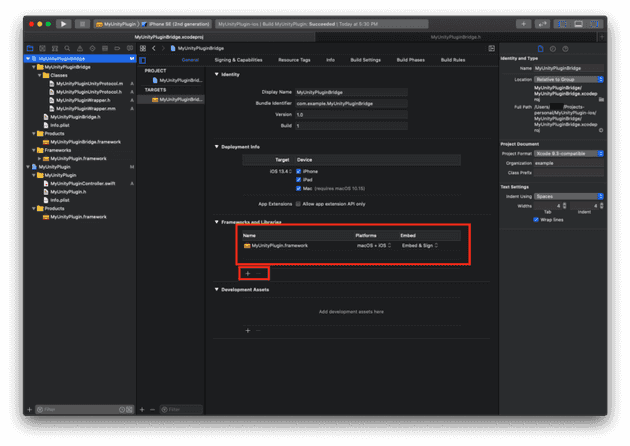 MyUnityPlugin
iPhone SE (2nd generation)
MyUnityPlugin-ios | Build MyUnityPlugin: Succeeded | Today at 5:10 PM
MyUnityPluginBridge.xcodeproj
MyUnityPluginBridge.h
MyUnityPluginBridge
MyUnityPluginBridge
Classes
MyUnityPluginUnityProtocol.m A
MyUnityPluginUnityProtocol.h A
MyUnityPluginWrapper.h A
MyUnityPluginWrapper.mm A
MyUnityPluginBridge.h
Info.plist
Products
MyUnityPluginBridge.framework
Frameworks
MyUnityPlugin.framework
MyUnityPlugin
MyUnityPlugin
MyUnityPluginController.swift A
MyUnityPlugin.h
Info.plist
Products
MyUnityPlugin.framework
Filter
MyUnityPluginBridge
General
Signing & Capabilities
Resource Tags
Info
Build Settings
Build Phases
Build Rules
PROJECT
MyUnityPluginBrid...
TARGETS
MyUnityPluginBrid...
Filter
Identity
Display Name MyUnityPluginBridge
Bundle Identifier com.example.MyUnityPluginBridge
Version 1.0
Build 1
Deployment Info
Target Device
iOS 13.4 iPhone
iPad
Mac (requires macOS 10.15)
App Extensions Allow app extension API only
Frameworks and Libraries
Name Platforms Embed
MyUnityPlugin.framework macOS + iOS Embed & Sign
+ −
Development Assets
Add development assets here
+ −
Identity and Type
Name MyUnityPluginBridge
Location Relative to Group
MyUnityPluginBridge/
MyUnityPluginBridge.xcodeproj
Full Path /Users/ /Projects-
personal/MyUnityPlugin-ios/
MyUnityPluginBridge/
MyUnityPluginBridge.xcodeproj
Project Document
Project Format Xcode 9.3-compatible
Organization example
Class Prefix
Text Settings
Indent Using Spaces
Widths 4 4
Tab Indent
Wrap lines